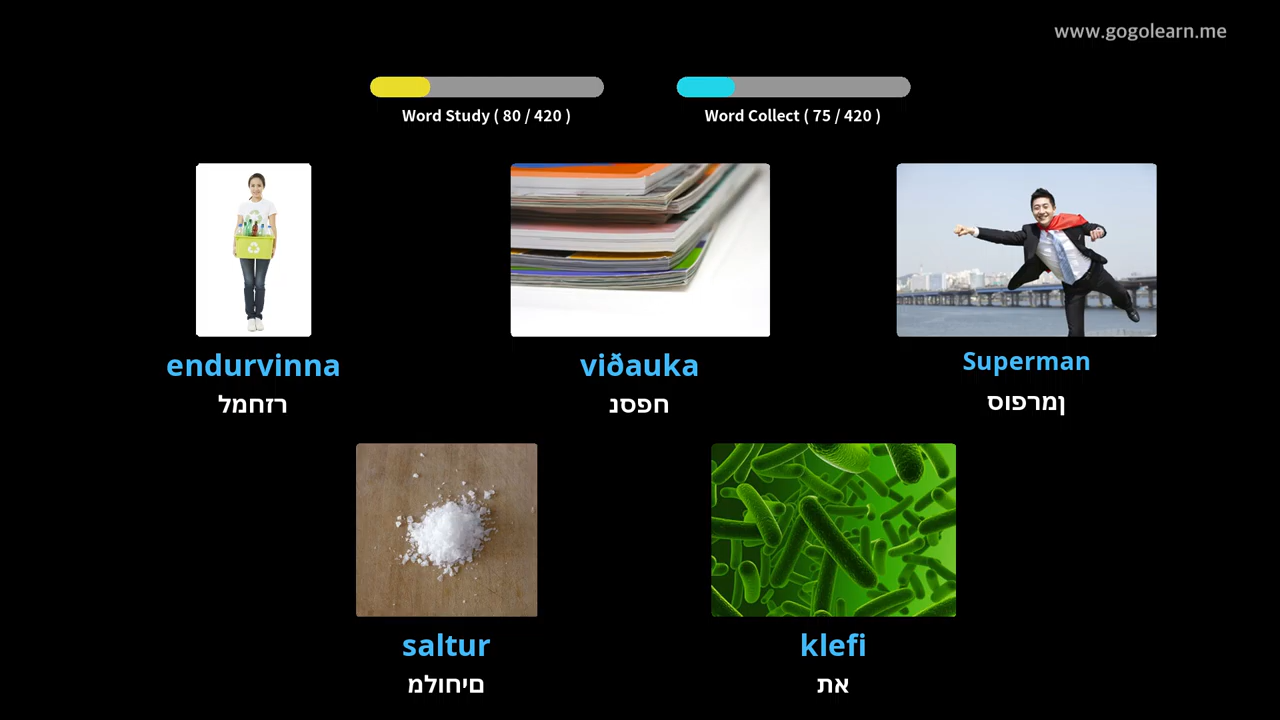 www.gogolearn.me
Word Study ( 80 / 420 )
Word Collect ( 75 / 420 )
endurvinna
רזחמל
viðauka
חפסנ
Superman
ןמרפוס
saltur
םיחולמ
klefi
את